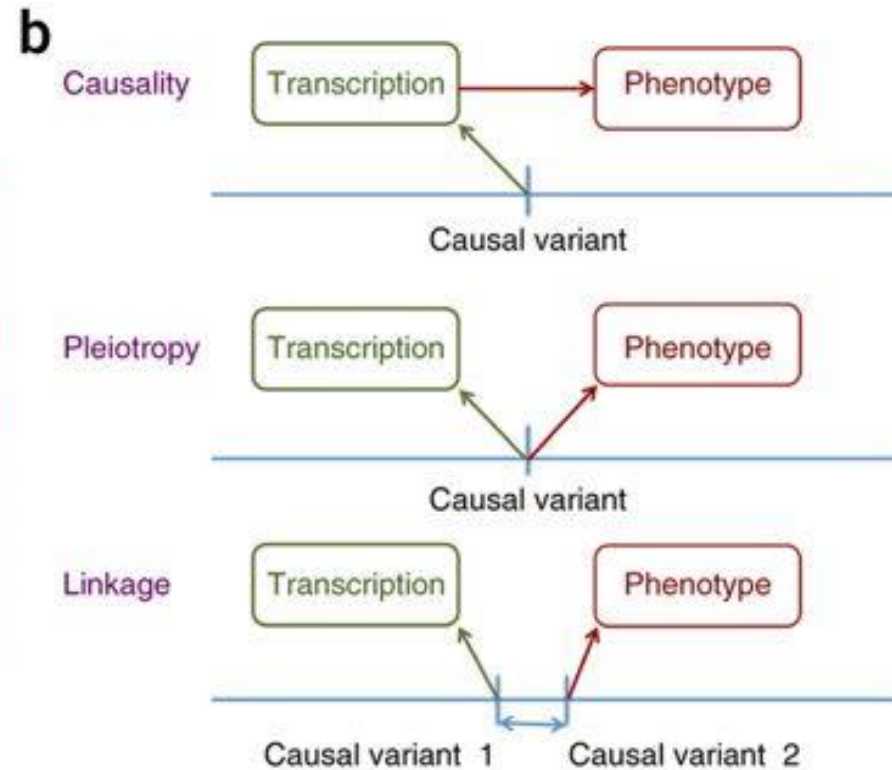 b
Causality
Transcription
Phenotype
Causal variant
Pleiotropy
Transcription
Phenotype
Causal variant
Linkage
Transcription
Phenotype
Causal variant 1
Causal variant 2